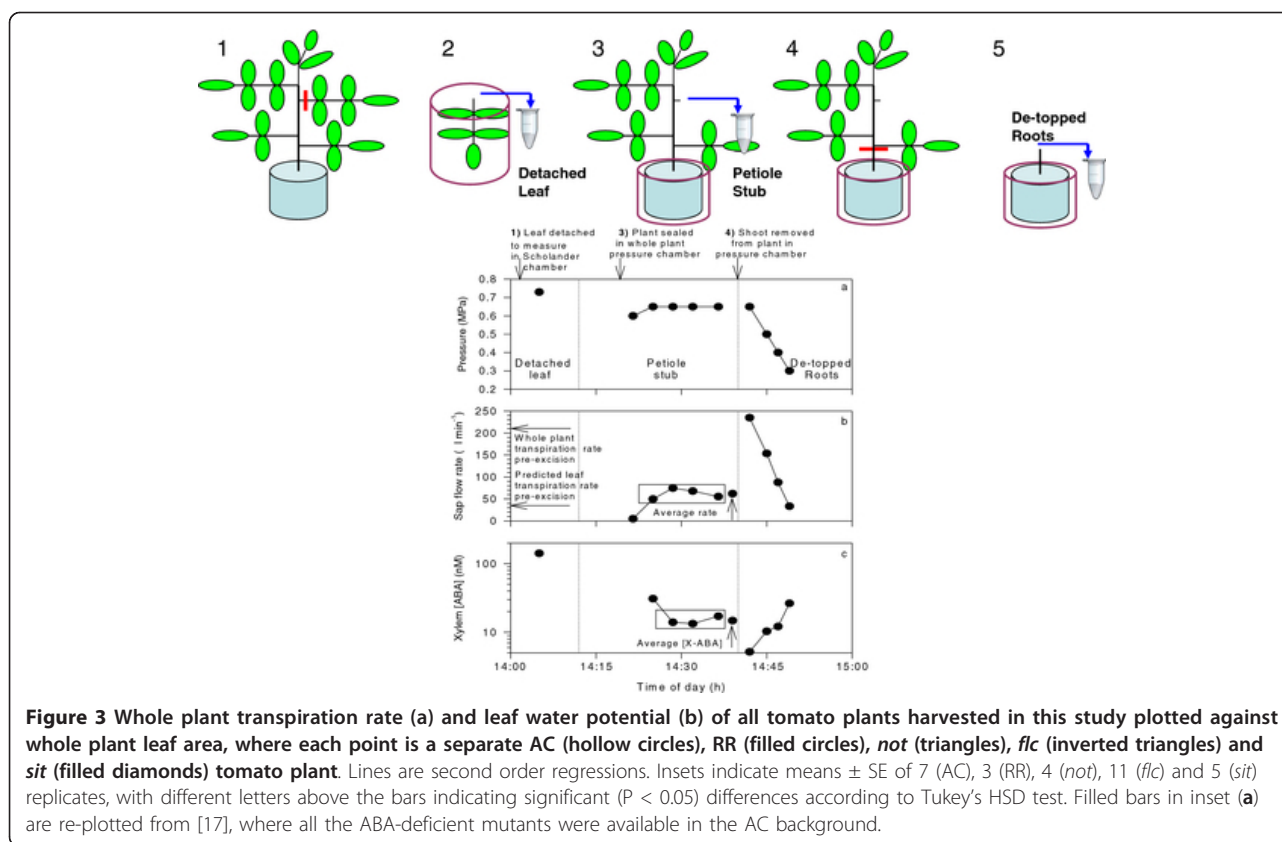 1
2
3
4
5
Detached
Leaf
Petiole
Stub
De-topped
Roots
1) Leaf detached
to measure
in Scholander
chamber
3) Plant sealed
in whole plant
pressure chamber
4) Shoot removed
from plant in
pressure chamber
0.8
0.7
0.6
0.5
0.4
0.3
0.2
Pressure (MPa)
a
Detached
leaf
Petiole
stub
De-topped
Roots
250
200
150
100
50
0
Sap flow rate ( l min⁻¹)
b
Whole plant
transpiration rate
pre-excision
Predicted leaf
transpiration rate
pre-excision
Average rate
100
10
Xylem [ABA] (nM)
c
Average [X-ABA]
14:00
14:15
14:30
14:45
15:00
Time of day (h)
Figure 3 Whole plant transpiration rate (a) and leaf water potential (b) of all tomato plants harvested in this study plotted against
whole plant leaf area, where each point is a separate AC (hollow circles), RR (filled circles), not (triangles), flc (inverted triangles) and
sit (filled diamonds) tomato plant. Lines are second order regressions. Insets indicate means ± SE of 7 (AC), 3 (RR), 4 (not), 11 (flc) and 5 (sit)
replicates, with different letters above the bars indicating significant (P < 0.05) differences according to Tukey's HSD test. Filled bars in inset (a)
are re-plotted from [17], where all the ABA-deficient mutants were available in the AC background.